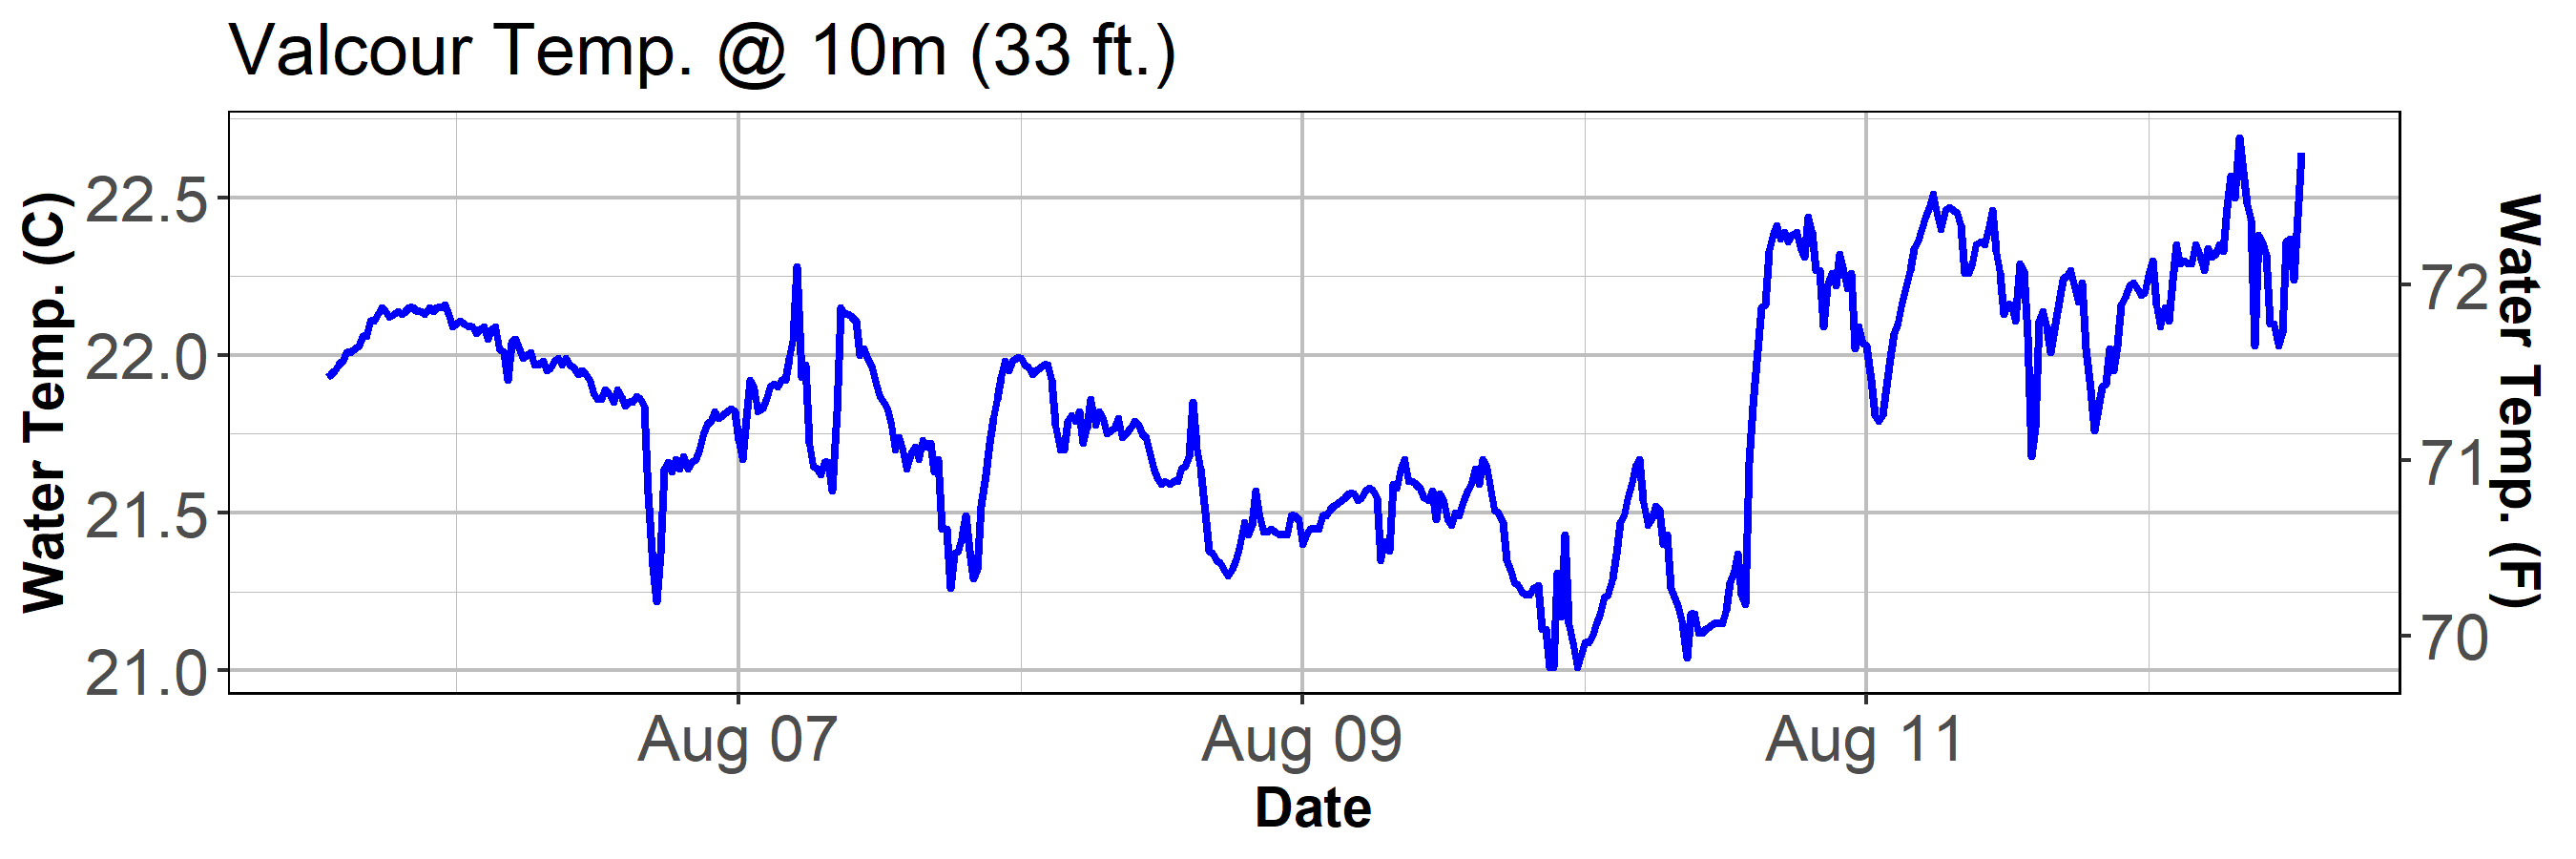 Valcour Temp. @ 10m (33 ft.)
Water Temp. (C)
22.5
22.0
21.5
21.0
Water Temp. (F)
72
71
70
Aug 07
Aug 09
Aug 11
Date